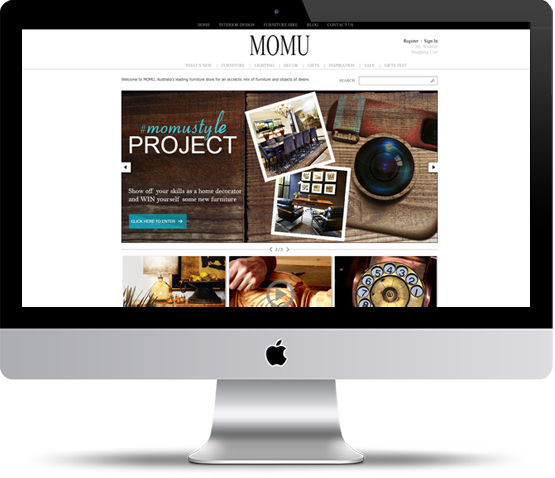 HOME INTERIOR DESIGN FURNITURE HIRE BLOG CONTACT US
MOMU
Register | Sign In
My Wishlist
Shopping Cart
WHAT'S NEW | FURNITURE | LIGHTING | DECOR | GIFTS | INSPIRATION | SALE | GIFTS TEST
Welcome to MOMU, Australia's leading furniture store for an eclectic mix of furniture and objects of desire.
SEARCH
#momustyle
PROJECT
Insta
Show off your skills as a home decorator
and WIN yourself some new furniture
CLICK HERE TO ENTER
2/3